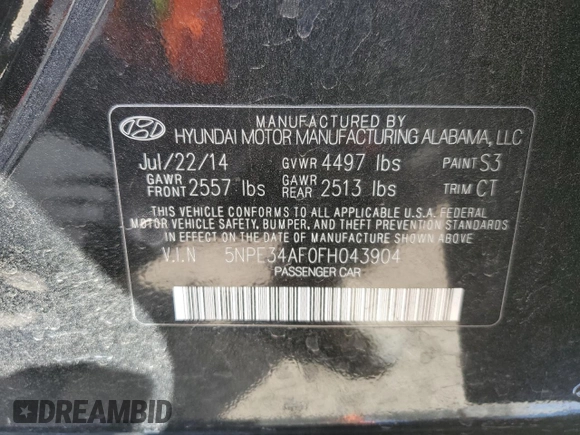 MANUFACTURED BY
HYUNDAI MOTOR MANUFACTURING ALABAMA, LLC
Jul/22/14 GVWR 4497 lbs PAINT S3
GAWR FRONT 2557 lbs GAWR REAR 2513 lbs TRIM CT
THIS VEHICLE CONFORMS TO ALL APPLICABLE U.S.A. FEDERAL
MOTOR VEHICLE SAFETY, BUMPER, AND THEFT PREVENTION STANDARDS
IN EFFECT ON THE DATE OF MANUFACTURE SHOWN ABOVE
V.I.N 5NPE34AF0FH043904
PASSENGER CAR
DREAMBID